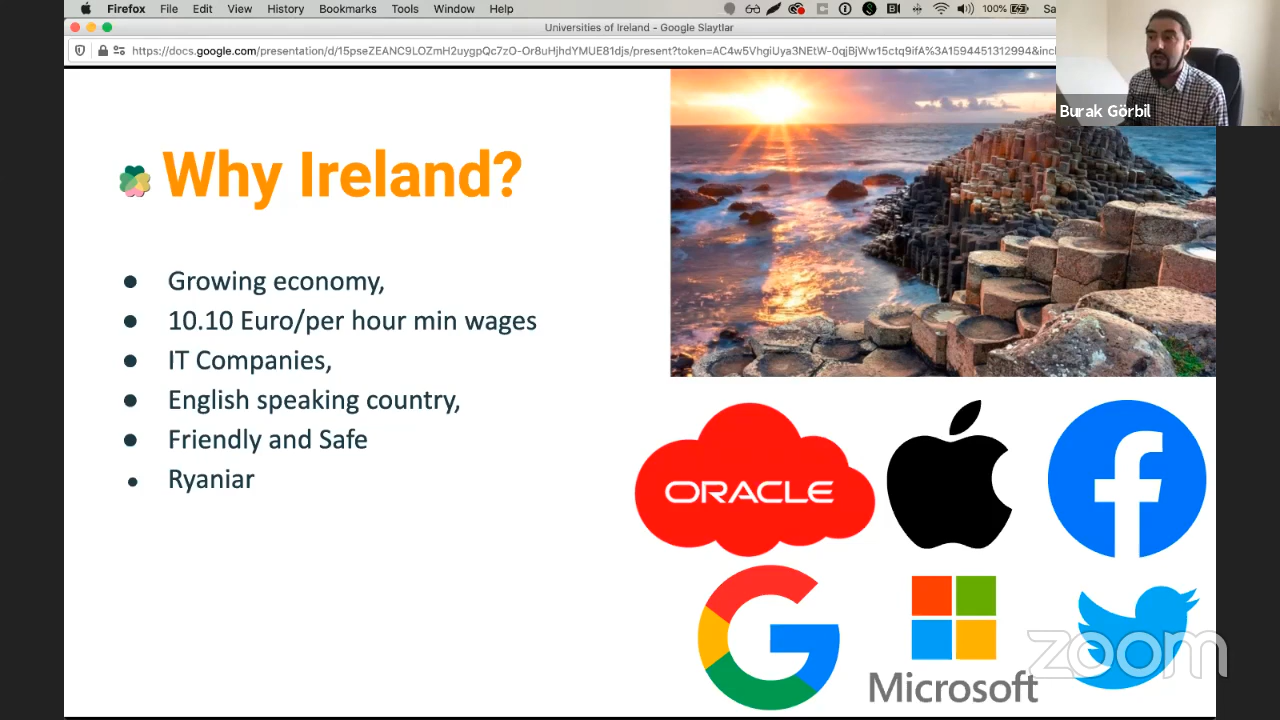 Firefox File Edit View History Bookmarks Tools Window Help 100% Sa
Universities of Ireland - Google Slaytlar
https://docs.google.com/presentation/d/15pseZEANC9LOZmH2uygpQc7zO-Or8uHjhdYMUE81djs/present?token=AC4w5VhgiUya3NEtW-0qjBjWw15ctq9ifA%3A1594451312994&incl
Burak Görbil
Why Ireland?
● Growing economy,
● 10.10 Euro/per hour min wages
● IT Companies,
● English speaking country,
● Friendly and Safe
● Ryaniar
ORACLE
Microsoft
zoom